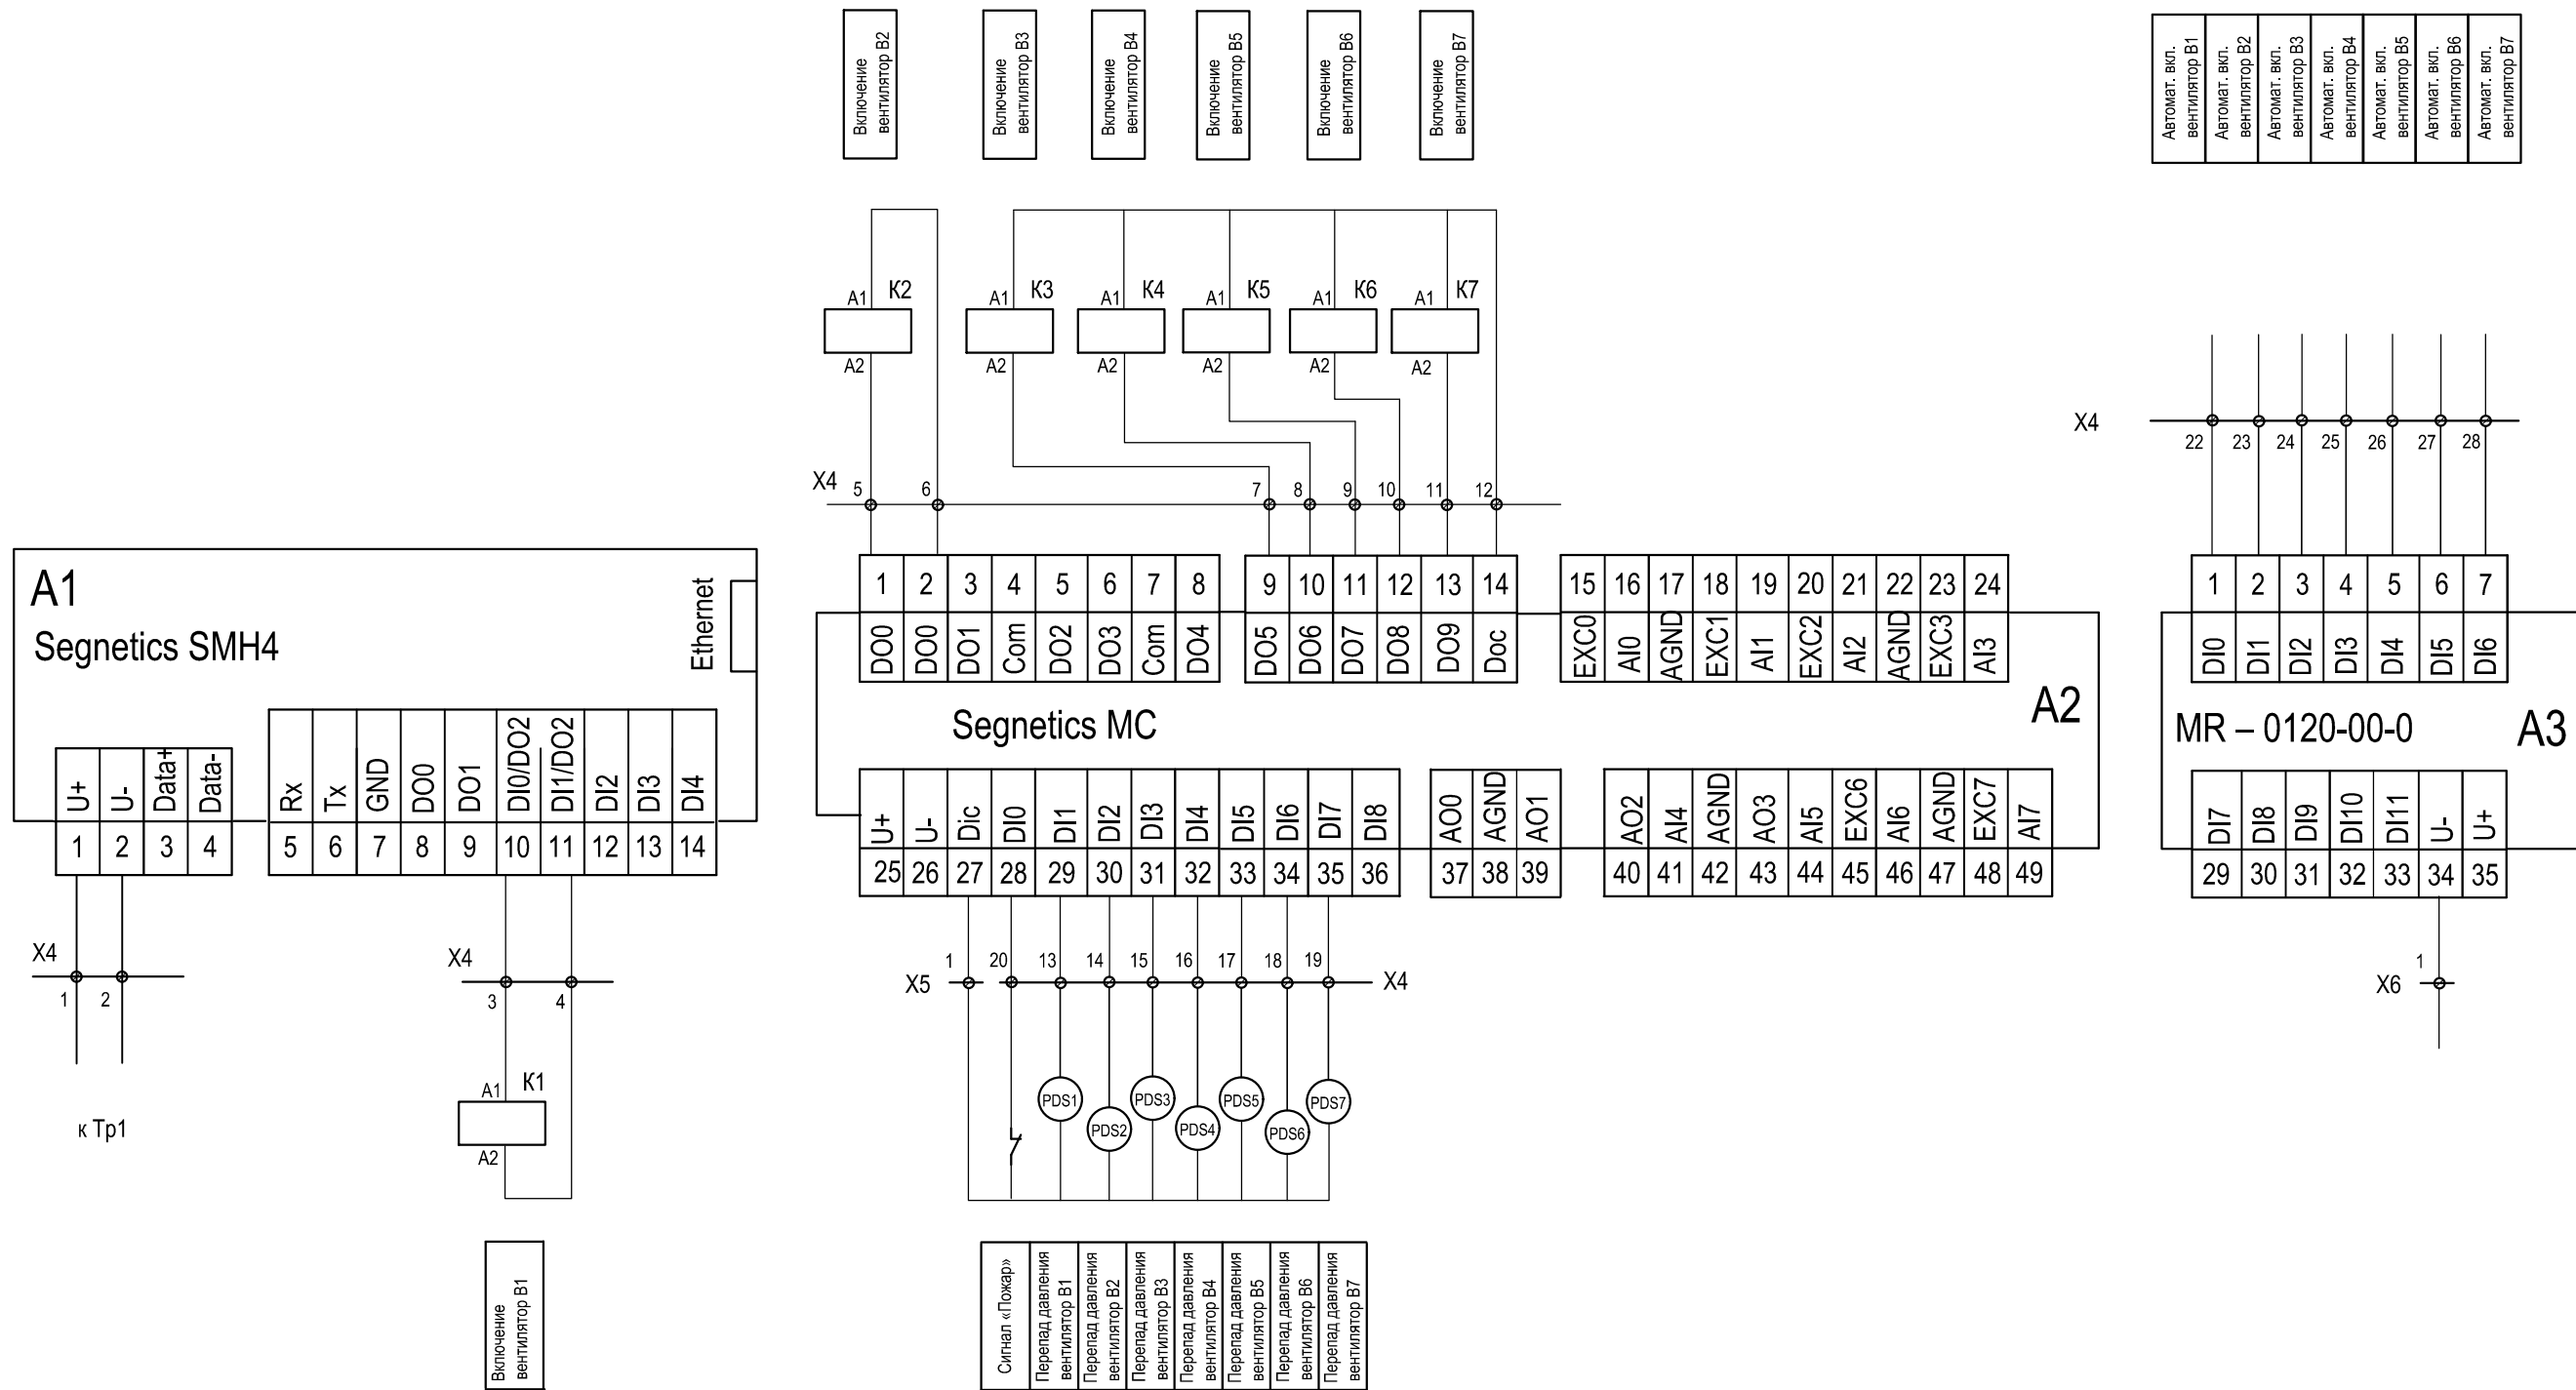 Включение
вентилятор В2
Включение
вентилятор В3
Включение
вентилятор В4
Включение
вентилятор В5
Включение
вентилятор В6
Включение
вентилятор В7
Автомат. вкл.
вентилятор В1
Автомат. вкл.
вентилятор В2
Автомат. вкл.
вентилятор В3
Автомат. вкл.
вентилятор В4
Автомат. вкл.
вентилятор В5
Автомат. вкл.
вентилятор В6
Автомат. вкл.
вентилятор В7
A1 К2 A1 К3 A1 К4 A1 К5 A1 К6 A1 К7
A2 A2 A2 A2 A2 A2
X4 5 6 7 8 9 10 11 12
X4 22 23 24 25 26 27 28
A1
Segnetics SMH4
Ethernet
U+ U- Data+ Data-
1 2 3 4
Rx Tx GND DO0 DO1 DI0/DO2 DI1/DO2 DI2 DI3 DI4
5 6 7 8 9 10 11 12 13 14
X4
1 2
к Тр1
X4
3 4
A1 К1
A2
Включение
вентилятор В1
1 2 3 4 5 6 7 8
DO0 DO0 DO1 Com DO2 DO3 Com DO4
9 10 11 12 13 14
DO5 DO6 DO7 DO8 DO9 Doc
15 16 17 18 19 20 21 22 23 24
EXC0 AI0 AGND EXC1 AI1 EXC2 AI2 AGND EXC3 AI3
Segnetics MC
A2
U+ U- Dic DI0 DI1 DI2 DI3 DI4 DI5 DI6 DI7 DI8
25 26 27 28 29 30 31 32 33 34 35 36
AO0 AGND AO1
37 38 39
AO2 AI4 AGND AO3 AI5 EXC6 AI6 AGND EXC7 AI7
40 41 42 43 44 45 46 47 48 49
X5 1 20 13 14 15 16 17 18 19 X4
PDS1 PDS2 PDS3 PDS4 PDS5 PDS6 PDS7
Сигнал «Пожар»
Перепад давления
вентилятор В1
Перепад давления
вентилятор В2
Перепад давления
вентилятор В3
Перепад давления
вентилятор В4
Перепад давления
вентилятор В5
Перепад давления
вентилятор В6
Перепад давления
вентилятор В7
1 2 3 4 5 6 7
DI0 DI1 DI2 DI3 DI4 DI5 DI6
MR – 0120-00-0
A3
DI7 DI8 DI9 DI10 DI11 U- U+
29 30 31 32 33 34 35
1
X6